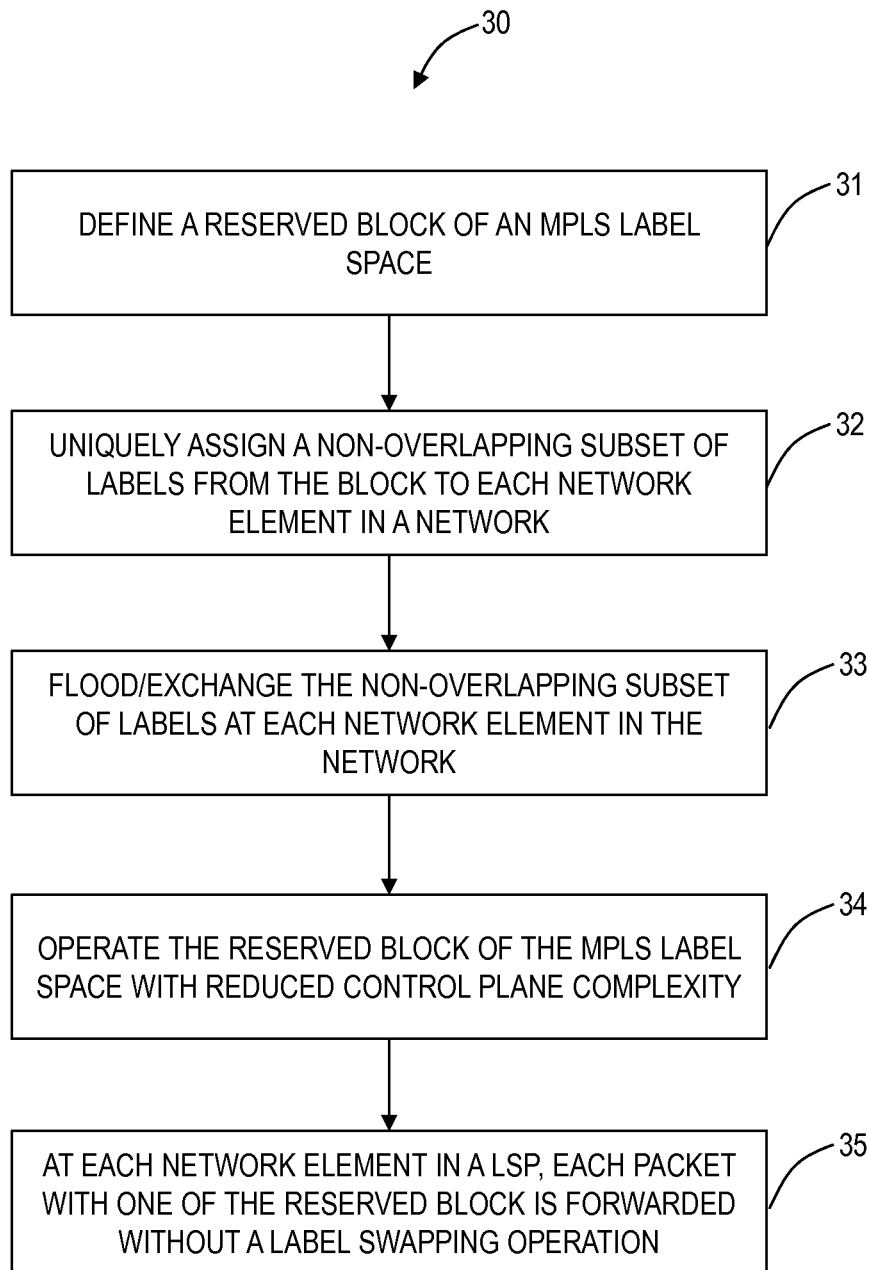 30
31
DEFINE A RESERVED BLOCK OF AN MPLS LABEL
SPACE
32
UNIQUELY ASSIGN A NON-OVERLAPPING SUBSET OF
LABELS FROM THE BLOCK TO EACH NETWORK
ELEMENT IN A NETWORK
33
FLOOD/EXCHANGE THE NON-OVERLAPPING SUBSET
OF LABELS AT EACH NETWORK ELEMENT IN THE
NETWORK
34
OPERATE THE RESERVED BLOCK OF THE MPLS LABEL
SPACE WITH REDUCED CONTROL PLANE COMPLEXITY
35
AT EACH NETWORK ELEMENT IN A LSP, EACH PACKET
WITH ONE OF THE RESERVED BLOCK IS FORWARDED
WITHOUT A LABEL SWAPPING OPERATION